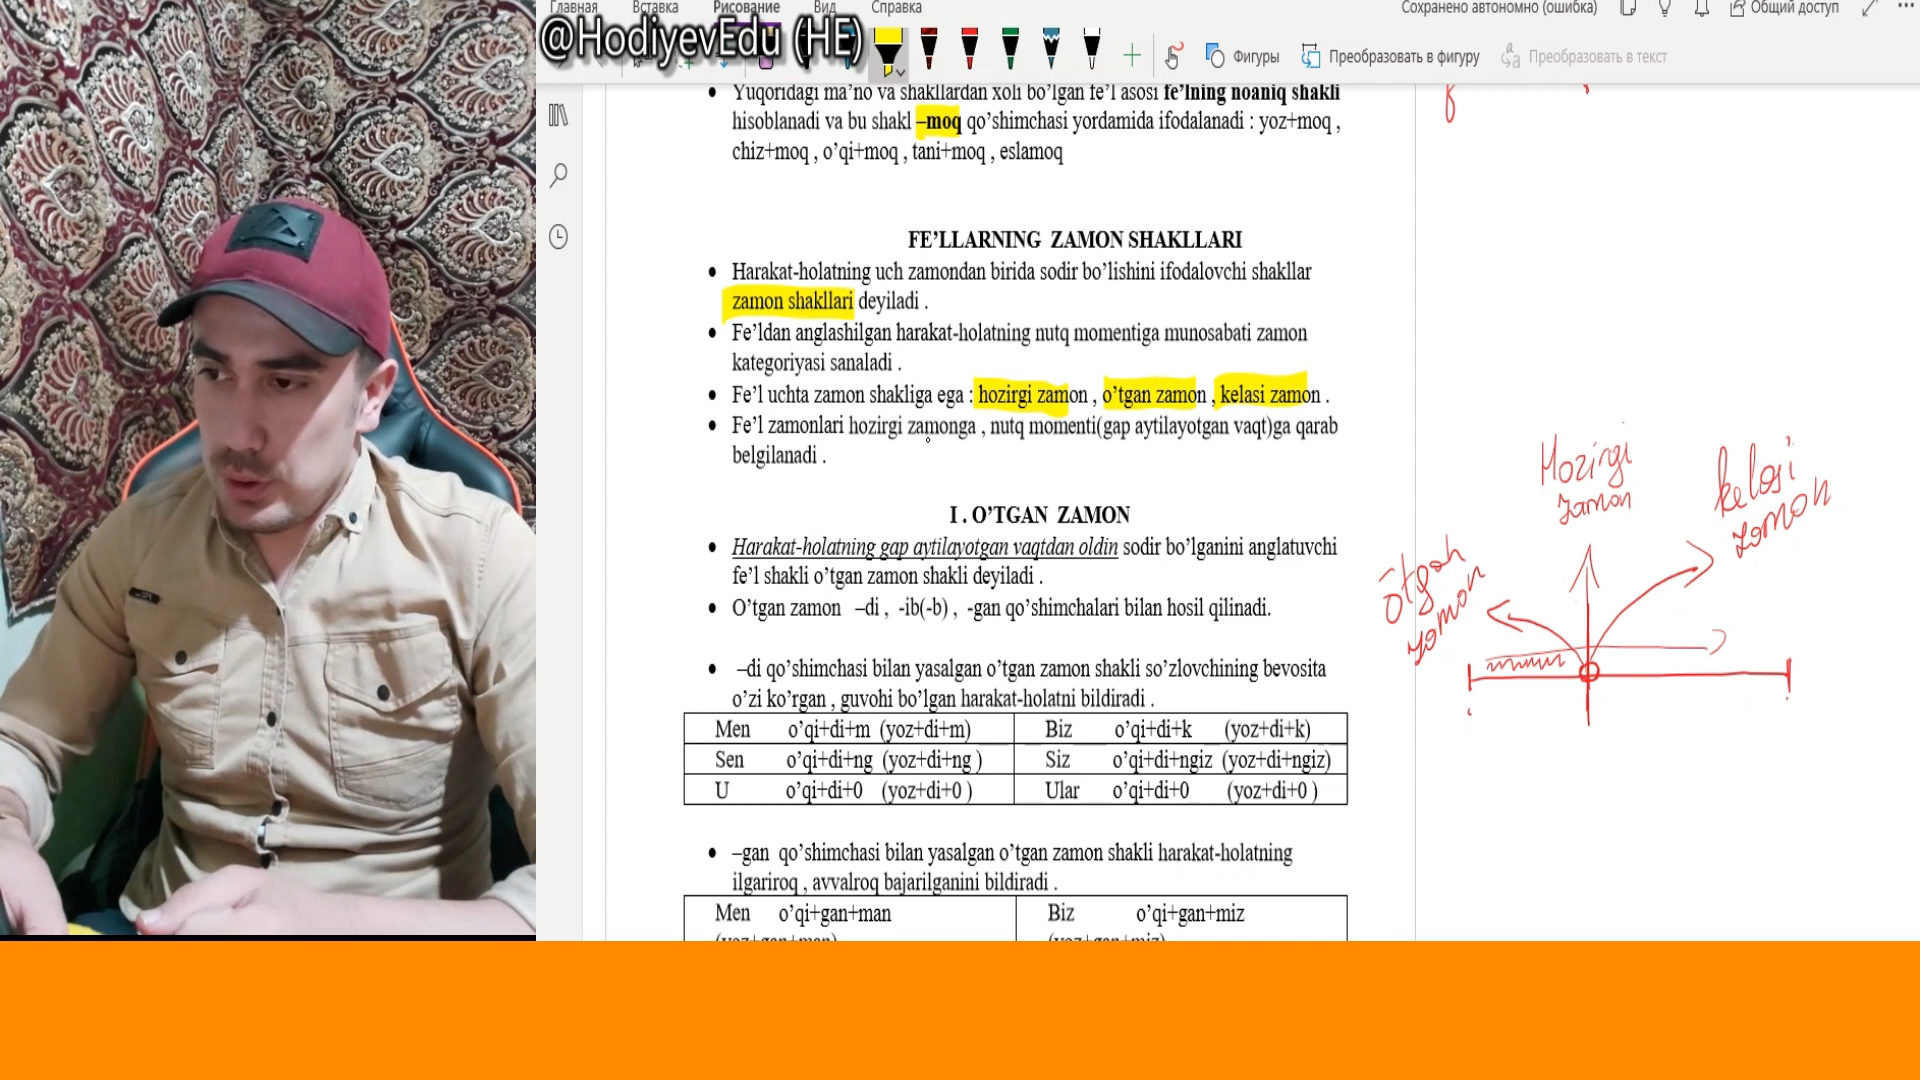 Главная Вставка Рисование Вид Справка Сохранено автономно (ошибка) Общий доступ
@HodiyevEdu (HE) Фигуры Преобразовать в фигуру Преобразовать в текст
• Yuqoridagi ma’no va shakllardan xoli bo’lgan fe’l asosi fe’lning noaniq shakli
hisoblanadi va bu shakl –moq qo’shimchasi yordamida ifodalanadi : yoz+moq ,
chiz+moq , o’qi+moq , tani+moq , eslamoq
FE’LLARNING ZAMON SHAKLLARI
• Harakat-holatning uch zamondan birida sodir bo’lishini ifodalovchi shakllar
zamon shakllari deyiladi .
• Fe’ldan anglashilgan harakat-holatning nutq momentiga munosabati zamon
kategoriyasi sanaladi .
• Fe’l uchta zamon shakliga ega : hozirgi zamon , o’tgan zamon , kelasi zamon .
• Fe’l zamonlari hozirgi zamonga , nutq momenti(gap aytilayotgan vaqt)ga qarab
belgilanadi .
I . O’TGAN ZAMON
• Harakat-holatning gap aytilayotgan vaqtdan oldin sodir bo’lganini anglatuvchi
fe’l shakli o’tgan zamon shakli deyiladi .
• O’tgan zamon –di , -ib(-b) , -gan qo’shimchalari bilan hosil qilinadi.
• –di qo’shimchasi bilan yasalgan o’tgan zamon shakli so’zlovchining bevosita
o’zi ko’rgan , guvohi bo’lgan harakat-holatni bildiradi .
Men o’qi+di+m (yoz+di+m) Biz o’qi+di+k (yoz+di+k)
Sen o’qi+di+ng (yoz+di+ng ) Siz o’qi+di+ngiz (yoz+di+ngiz)
U o’qi+di+0 (yoz+di+0 ) Ular o’qi+di+0 (yoz+di+0 )
• –gan qo’shimchasi bilan yasalgan o’tgan zamon shakli harakat-holatning
ilgariroq , avvalroq bajarilganini bildiradi .
Men o’qi+gan+man Biz o’qi+gan+miz
(yoz+gan+man) (yoz+gan+miz)
Hozirgi
zamon
kelasi
zamon
ōtgan
zamon